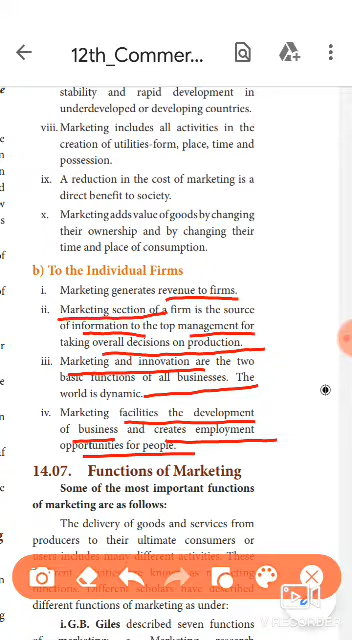 12th_Commer...
stability and rapid development in
underdeveloped or developing countries.
viii. Marketing includes all activities in the
creation of utilities-form, place, time and
possession.
ix. A reduction in the cost of marketing is a
direct benefit to society.
x. Marketing adds value of goods by changing
their ownership and by changing their
time and place of consumption.
b) To the Individual Firms
i. Marketing generates revenue to firms.
ii. Marketing section of a firm is the source
of information to the top management for
taking overall decisions on production.
iii. Marketing and innovation are the two
basic functions of all businesses. The
world is dynamic.
iv. Marketing facilities the development
of business and creates employment
opportunities for people.
14.07. Functions of Marketing
Some of the most important functions
of marketing are as follows:
The delivery of goods and services from
producers to their ultimate consumers or
users includes many different activities. These
different functions of marketing as under:
i.G.B. Giles described seven functions
V RECORDER